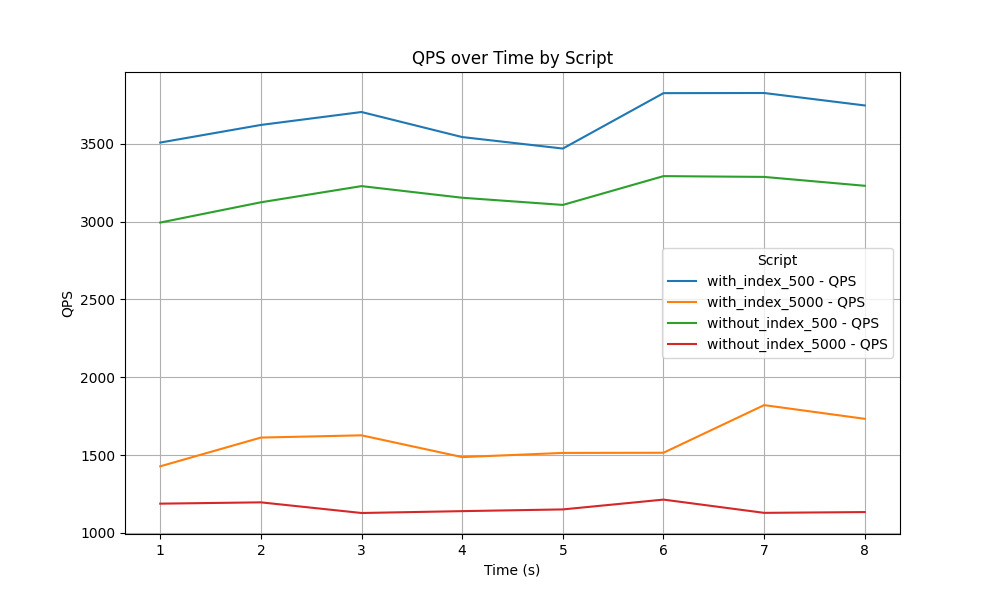 QPS over Time by Script
QPS
3500
3000
2500
2000
1500
1000
Script
with_index_500 - QPS
with_index_5000 - QPS
without_index_500 - QPS
without_index_5000 - QPS
1 2 3 4 5 6 7 8
Time (s)